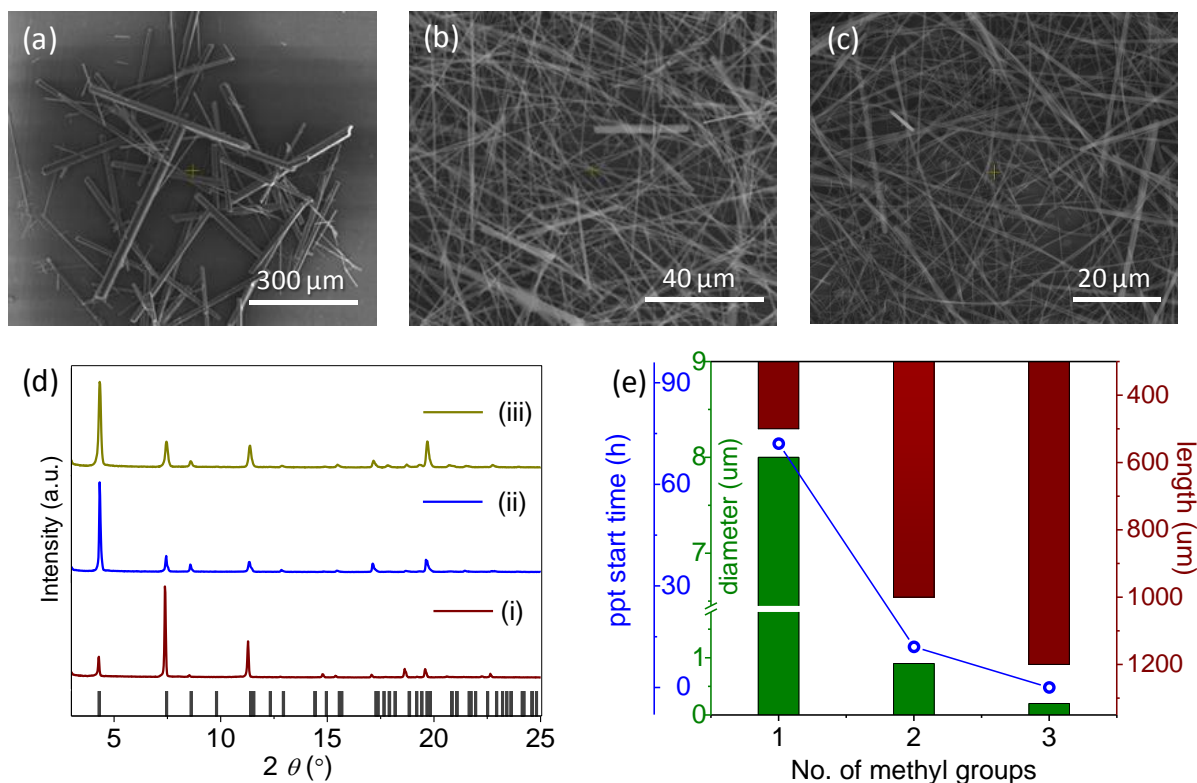 (a)
300 μm
(b)
40 μm
(c)
20 μm
(d)
(iii)
(ii)
(i)
Intensity (a.u.)
5
10
15
20
25
2 θ (°)
(e)
90
60
30
0
ppt start time (h)
9
8
7
1
0
diameter (um)
400
600
800
1000
1200
length
(um)
1
2
3
No. of methyl groups